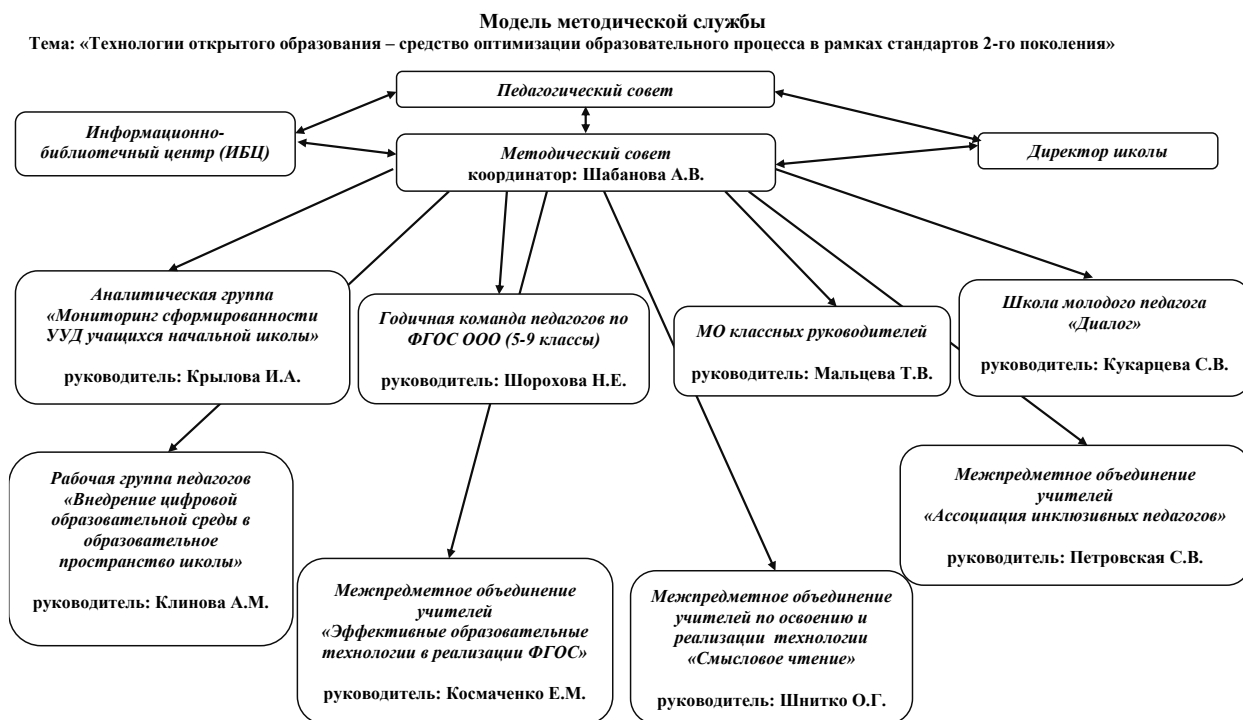 Модель методической службы
Тема: «Технологии открытого образования – средство оптимизации образовательного процесса в рамках стандартов 2-го поколения»
Педагогический совет
Информационно-
библиотечный центр (ИБЦ)
Методический совет
координатор: Шабанова А.В.
Директор школы
Аналитическая группа
«Мониторинг сформированности
УУД учащихся начальной школы»
руководитель: Крылова И.А.
Годичная команда педагогов по
ФГОС ООО (5-9 классы)
руководитель: Шорохова Н.Е.
МО классных руководителей
руководитель: Мальцева Т.В.
Школа молодого педагога
«Диалог»
руководитель: Кукарцева С.В.
Рабочая группа педагогов
«Внедрение цифровой
образовательной среды в
образовательное
пространство школы»
руководитель: Клинова А.М.
Межпредметное объединение
учителей
«Эффективные образовательные
технологии в реализации ФГОС»
руководитель: Космаченко Е.М.
Межпредметное объединение
учителей по освоению и
реализации технологии
«Смысловое чтение»
руководитель: Шнитко О.Г.
Межпредметное объединение
учителей
«Ассоциация инклюзивных педагогов»
руководитель: Петровская С.В.